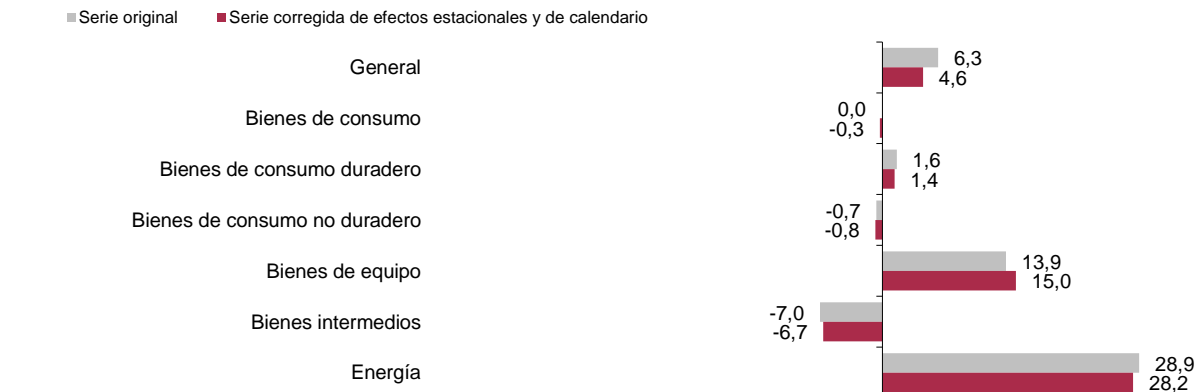 Serie original Serie corregida de efectos estacionales y de calendario
General
6,3
4,6
Bienes de consumo
0,0
-0,3
Bienes de consumo duradero
1,6
1,4
Bienes de consumo no duradero
-0,7
-0,8
Bienes de equipo
13,9
15,0
Bienes intermedios
-7,0
-6,7
Energía
28,9
28,2